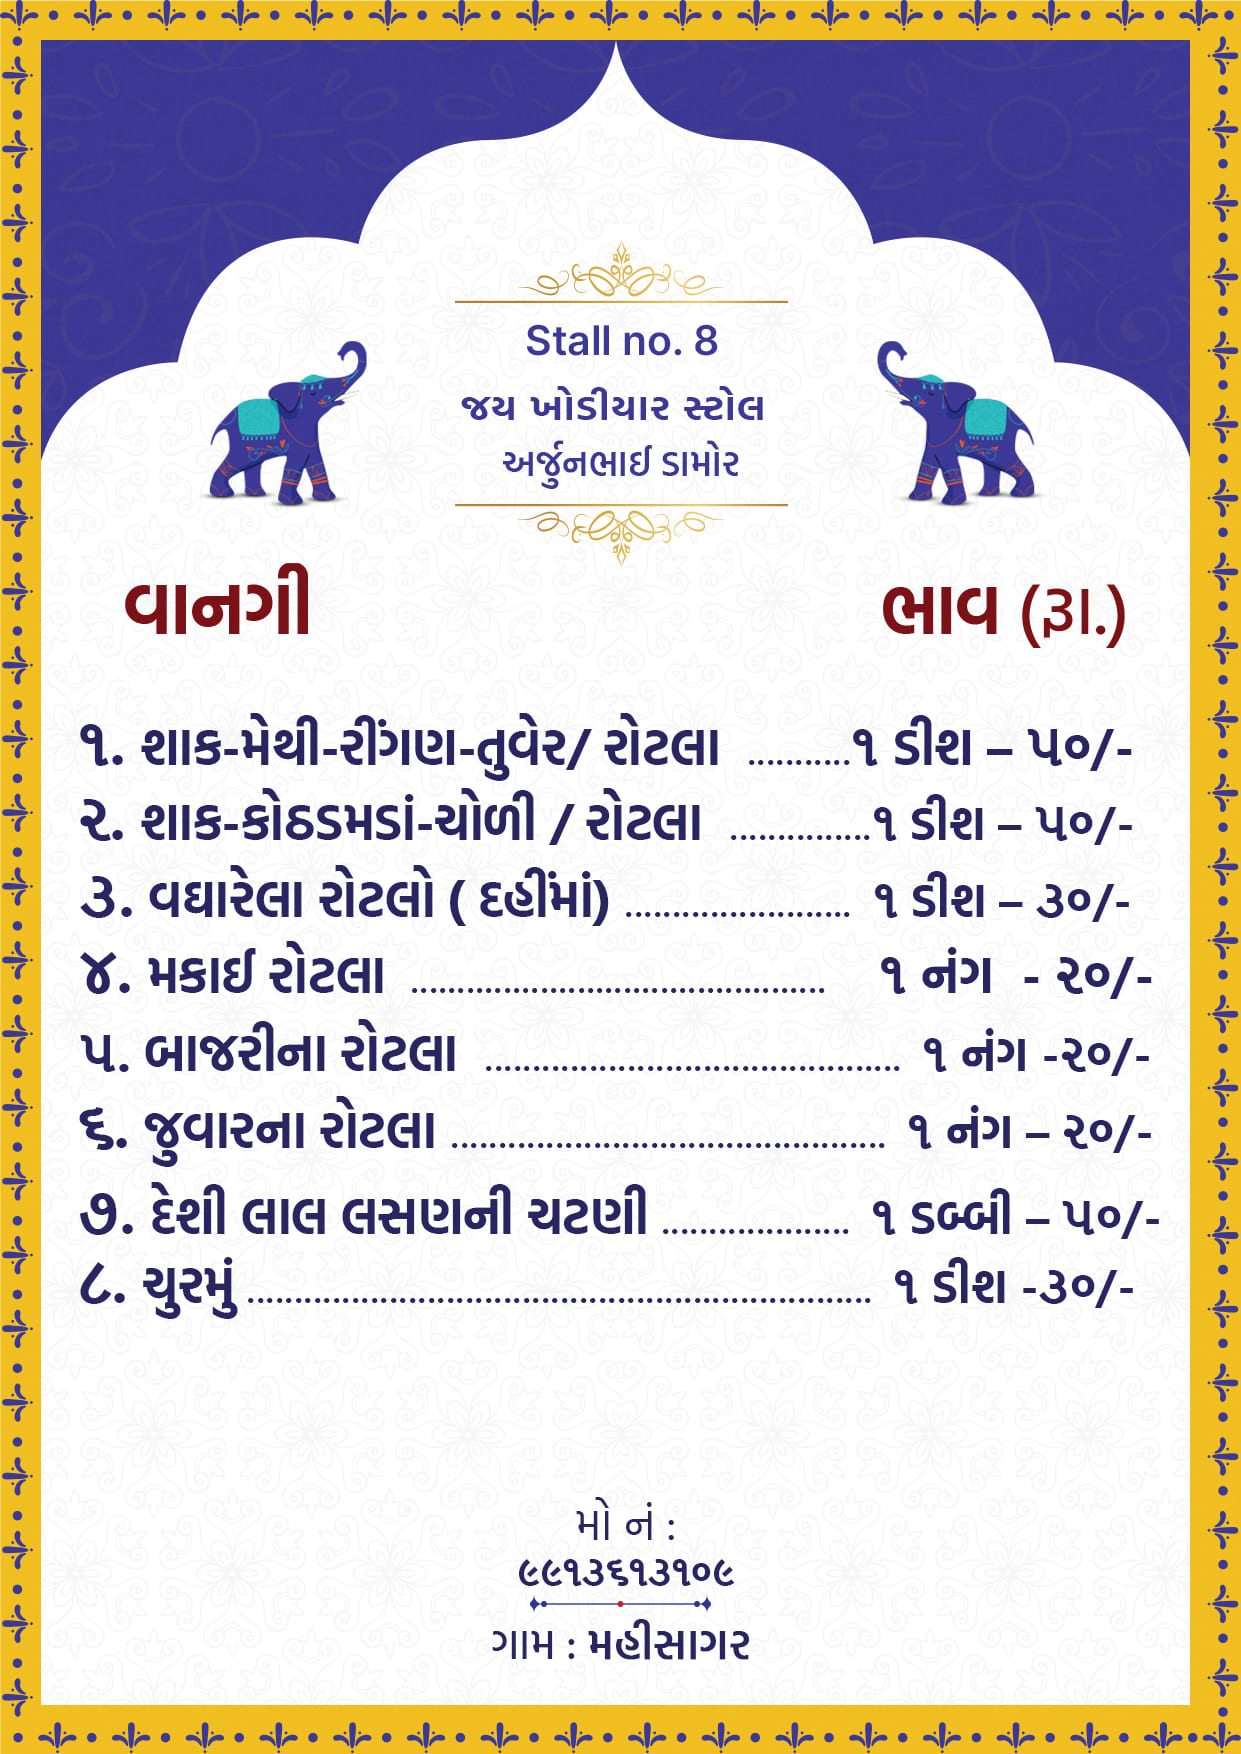 Stall no. 8
જય ખોડીયાર સ્ટોલ
અર્જુનભાઈ ડામોર
વાનગી ભાવ (રૂા.)
૧. શાક-મેથી-રીંગણ-તુવેર/ રોટલા ...........૧ ડીશ – ૫૦/-
૨. શાક-કોઠડમડાં-ચોળી / રોટલા ...............૧ ડીશ – ૫૦/-
૩. વઘારેલા રોટલો ( દહીંમાં) ........................ ૧ ડીશ – ૩૦/-
૪. મકાઈ રોટલા ............................................ ૧ નંગ - ૨૦/-
૫. બાજરીના રોટલા ............................................ ૧ નંગ -૨૦/-
૬. જુવારના રોટલા .............................................. ૧ નંગ – ૨૦/-
૭. દેશી લાલ લસણની ચટણી .................... ૧ ડબ્બી – ૫૦/-
૮. ચુરમું .................................................................. ૧ ડીશ -૩૦/-
મો નં :
૯૯૧૩૬૧૩૧૦૯
ગામ : મહીસાગર